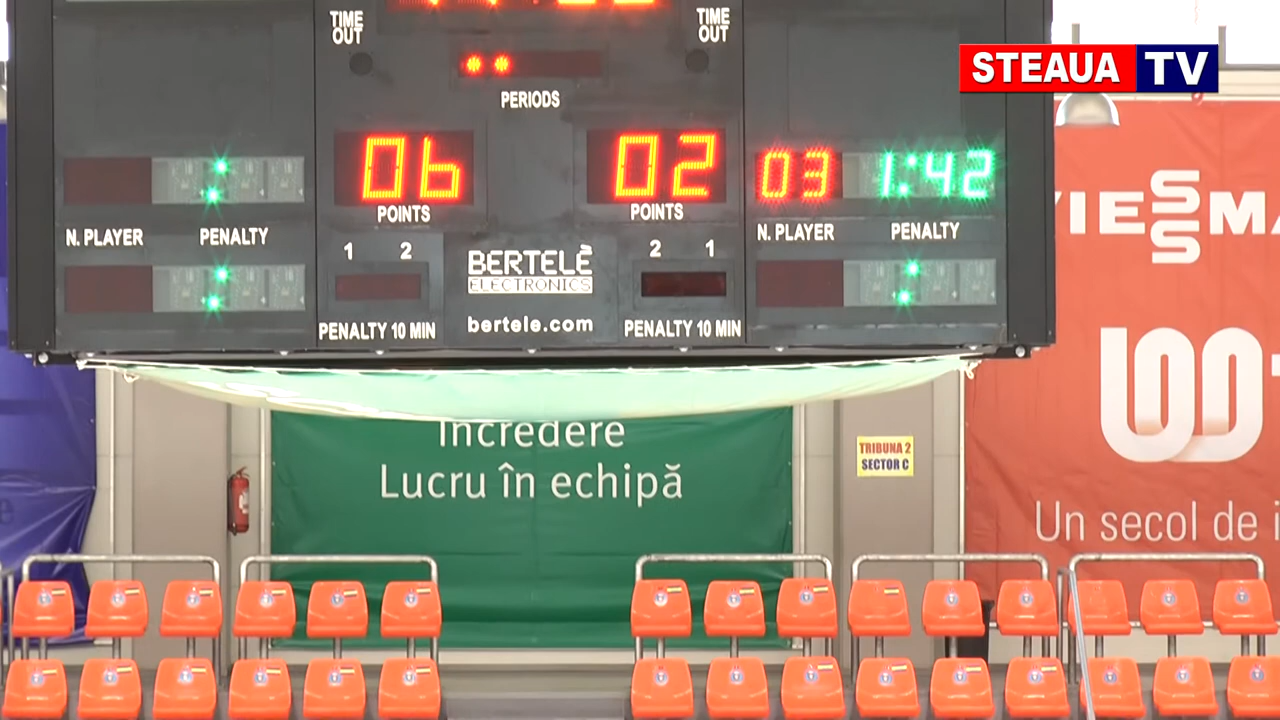 TIME OUT
TIME OUT
STEAUA TV
PERIODS
06
02
03
1:42
POINTS
POINTS
N. PLAYER
PENALTY
N. PLAYER
PENALTY
1 2
2 1
BERTELÈ
ELECTRONICS
bertele.com
PENALTY 10 MIN
PENALTY 10 MIN
Încredere
Lucru în echipă
TRIBUNA 2
SECTOR C
Un secol de